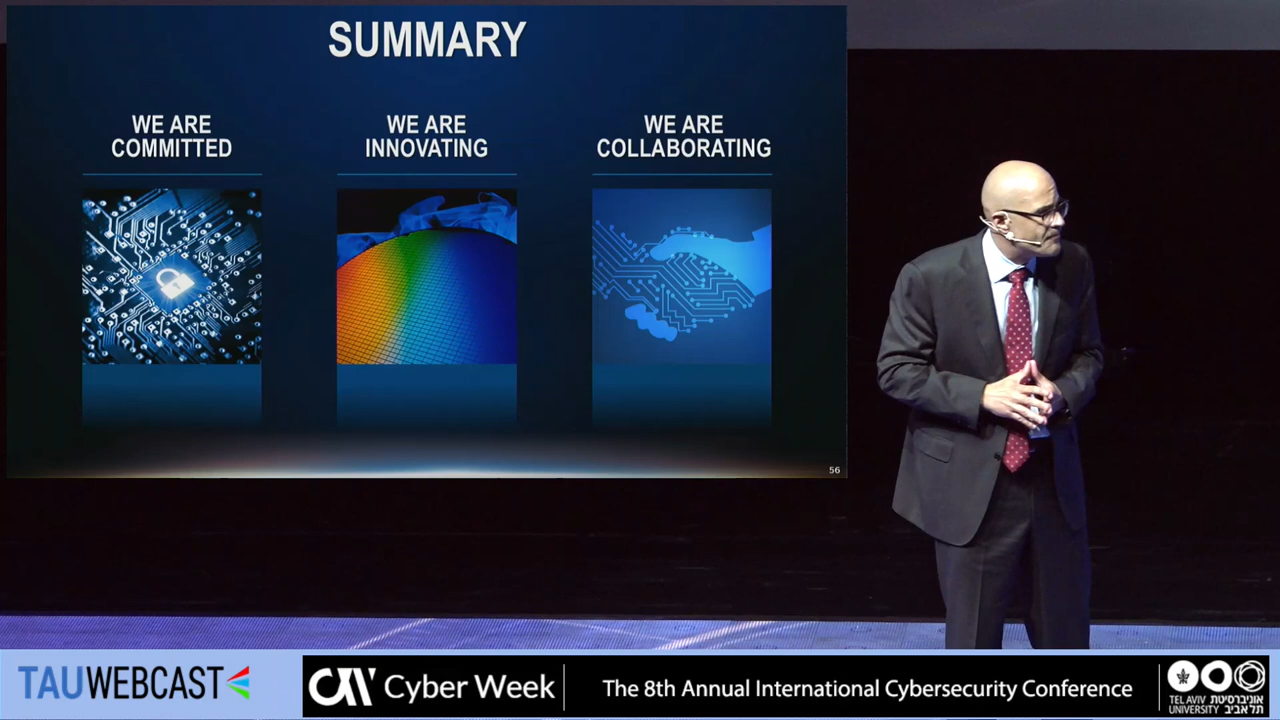 SUMMARY
WE ARE
COMMITTED
WE ARE
INNOVATING
WE ARE
COLLABORATING
56
TAUWEBCAST
CW Cyber Week
The 8th Annual International Cybersecurity Conference
TEL AVIV אוניברסיטת
UNIVERSITY תל אביב